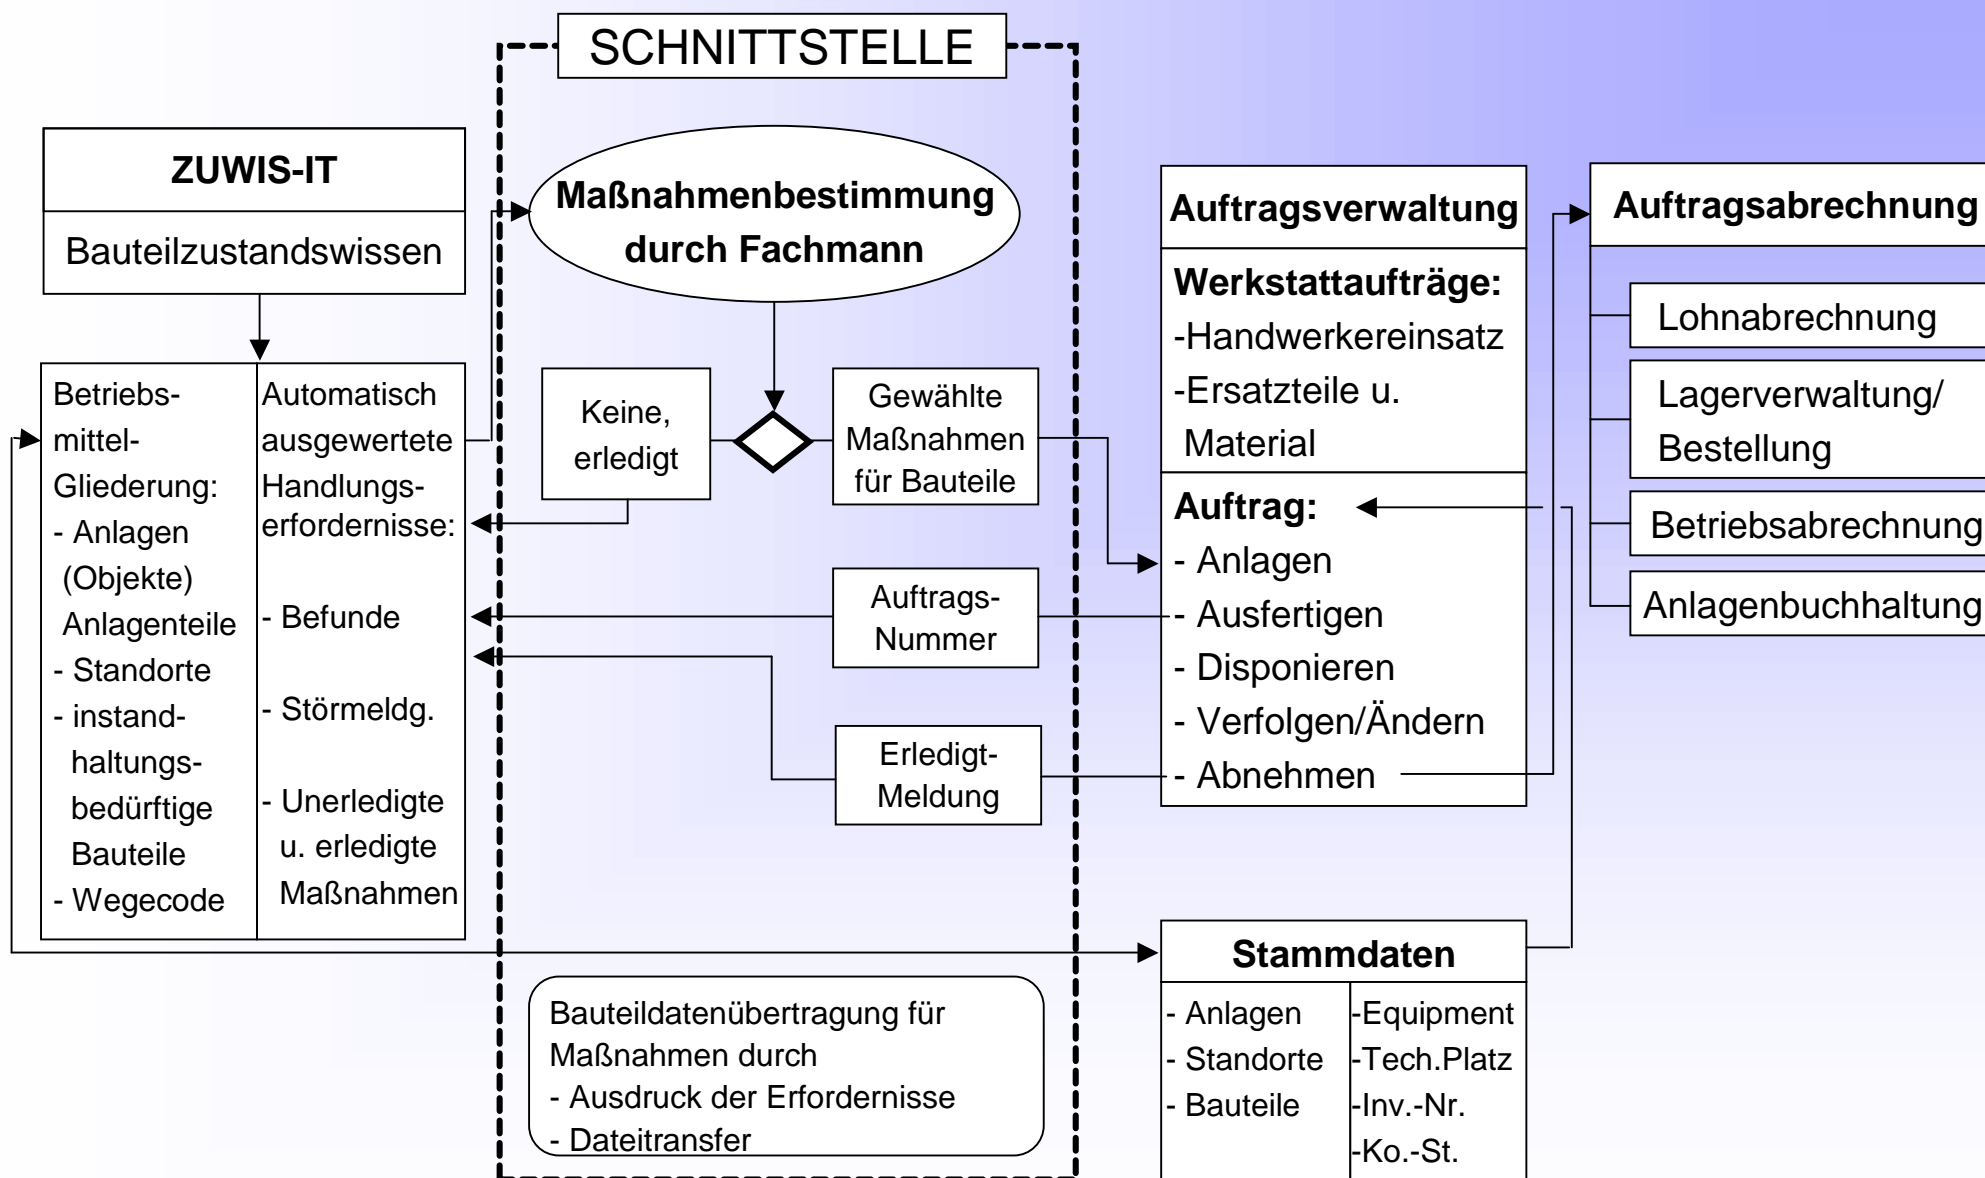 SCHNITTSTELLE
ZUWIS-IT
Bauteilzustandswissen
Betriebs-
mittel-
Gliederung:
- Anlagen
(Objekte)
Anlagenteile
- Standorte
- instand-
haltungs-
bedürftige
Bauteile
- Wegecode
Automatisch
ausgewertete
Handlungs-
erfordernisse:
- Befunde
- Störmeldg.
- Unerledigte
u. erledigte
Maßnahmen
Maßnahmenbestimmung
durch Fachmann
Keine,
erledigt
Gewählte
Maßnahmen
für Bauteile
Auftrags-
Nummer
Erledigt-
Meldung
Bauteildatenübertragung für
Maßnahmen durch
- Ausdruck der Erfordernisse
- Dateitransfer
Auftragsverwaltung
Werkstattaufträge:
-Handwerkereinsatz
-Ersatzteile u.
Material
Auftrag:
- Anlagen
- Ausfertigen
- Disponieren
- Verfolgen/Ändern
- Abnehmen
Stammdaten
- Anlagen
- Standorte
- Bauteile
-Equipment
-Tech.Platz
-Inv.-Nr.
-Ko.-St.
Auftragsabrechnung
Lohnabrechnung
Lagerverwaltung/
Bestellung
Betriebsabrechnung
Anlagenbuchhaltung